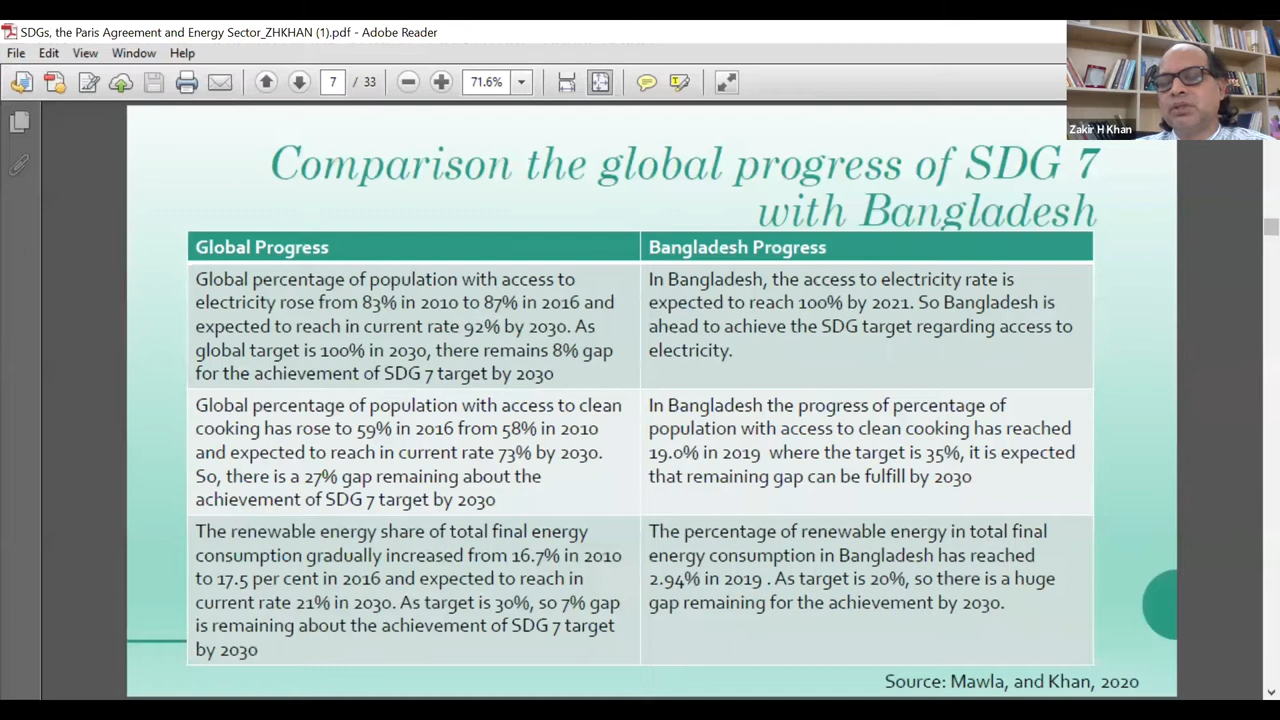 SDGs, the Paris Agreement and Energy Sector_ZHKHAN (1).pdf - Adobe Reader
File Edit View Window Help
7 / 33 71.6%
Zakir H Khan
Comparison the global progress of SDG 7
with Bangladesh
Global Progress
Global percentage of population with access to
electricity rose from 83% in 2010 to 87% in 2016 and
expected to reach in current rate 92% by 2030. As
global target is 100% in 2030, there remains 8% gap
for the achievement of SDG 7 target by 2030
Bangladesh Progress
In Bangladesh, the access to electricity rate is
expected to reach 100% by 2021. So Bangladesh is
ahead to achieve the SDG target regarding access to
electricity.
Global percentage of population with access to clean
cooking has rose to 59% in 2016 from 58% in 2010
and expected to reach in current rate 73% by 2030.
So, there is a 27% gap remaining about the
achievement of SDG 7 target by 2030
In Bangladesh the progress of percentage of
population with access to clean cooking has reached
19.0% in 2019 where the target is 35%, it is expected
that remaining gap can be fulfill by 2030
The renewable energy share of total final energy
consumption gradually increased from 16.7% in 2010
to 17.5 per cent in 2016 and expected to reach in
current rate 21% in 2030. As target is 30%, so 7% gap
is remaining about the achievement of SDG 7 target
by 2030
The percentage of renewable energy in total final
energy consumption in Bangladesh has reached
2.94% in 2019 . As target is 20%, so there is a huge
gap remaining for the achievement by 2030.
Source: Mawla, and Khan, 2020